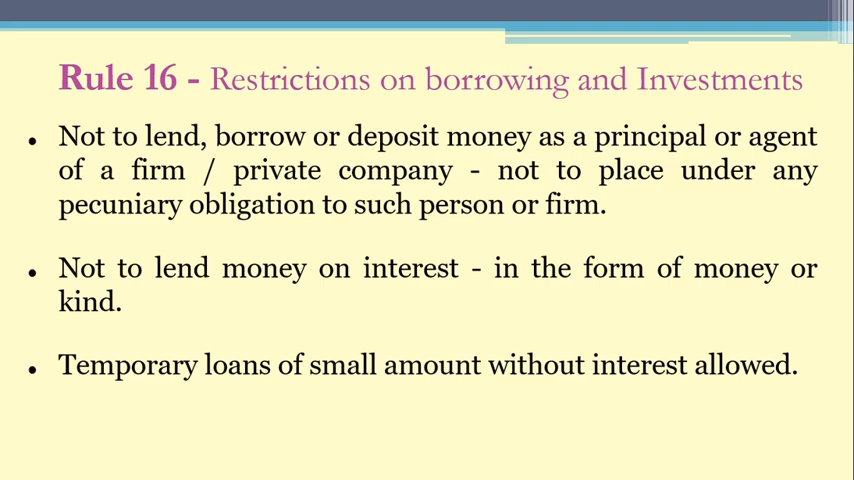 Rule 16 - Restrictions on borrowing and Investments
• Not to lend, borrow or deposit money as a principal or agent
of a firm / private company - not to place under any
pecuniary obligation to such person or firm.
• Not to lend money on interest - in the form of money or
kind.
• Temporary loans of small amount without interest allowed.